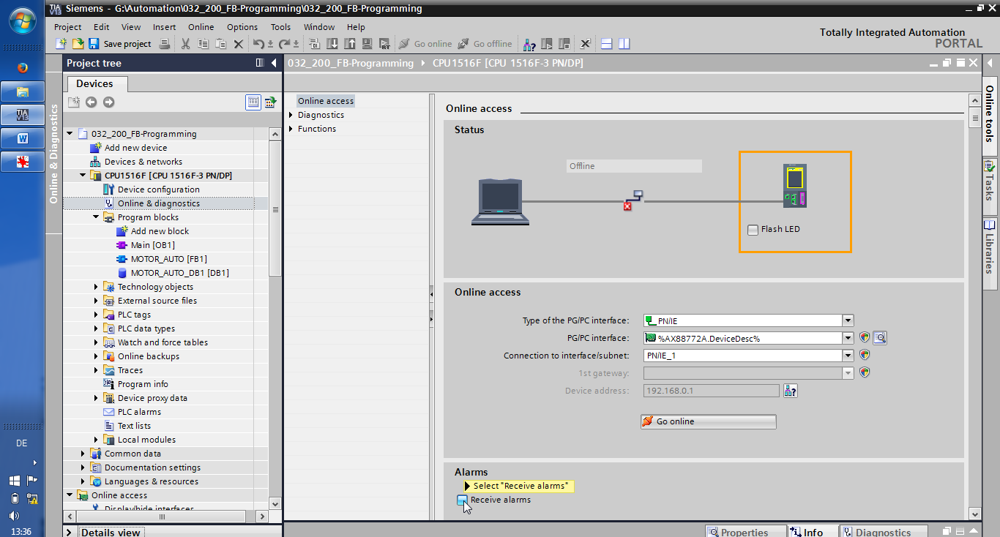 TIA V13 Siemens - G:\Automation\032_200_FB-Programming\032_200_FB-Programming
Project Edit View Insert Online Options Tools Window Help
Totally Integrated Automation
PORTAL
Save project Go online Go offline
Project tree
032_200_FB-Programming CPU1516F [CPU 1516F-3 PN/DP]
Devices
Online & Diagnostics
032_200_FB-Programming
Add new device
Devices & networks
CPU1516F [CPU 1516F-3 PN/DP]
Device configuration
Online & diagnostics
Program blocks
Add new block
Main [OB1]
MOTOR_AUTO [FB1]
MOTOR_AUTO_DB1 [DB1]
Technology objects
External source files
PLC tags
PLC data types
Watch and force tables
Online backups
Traces
Program info
Device proxy data
PLC alarms
Text lists
Local modules
Common data
Documentation settings
Languages & resources
Online access
Display/hide interfaces
Details view
Online access
Diagnostics
Functions
Online access
Status
Offline
Flash LED
Online access
Type of the PG/PC interface: PN/IE
PG/PC interface: %AX88772A.DeviceDesc%
Connection to interface/subnet: PN/IE_1
1st gateway:
Device address: 192.168.0.1
Go online
Alarms
Select "Receive alarms"
Receive alarms
Properties Info Diagnostics
Online tools
Tasks
Libraries
TIA V13
W
DE
13:36